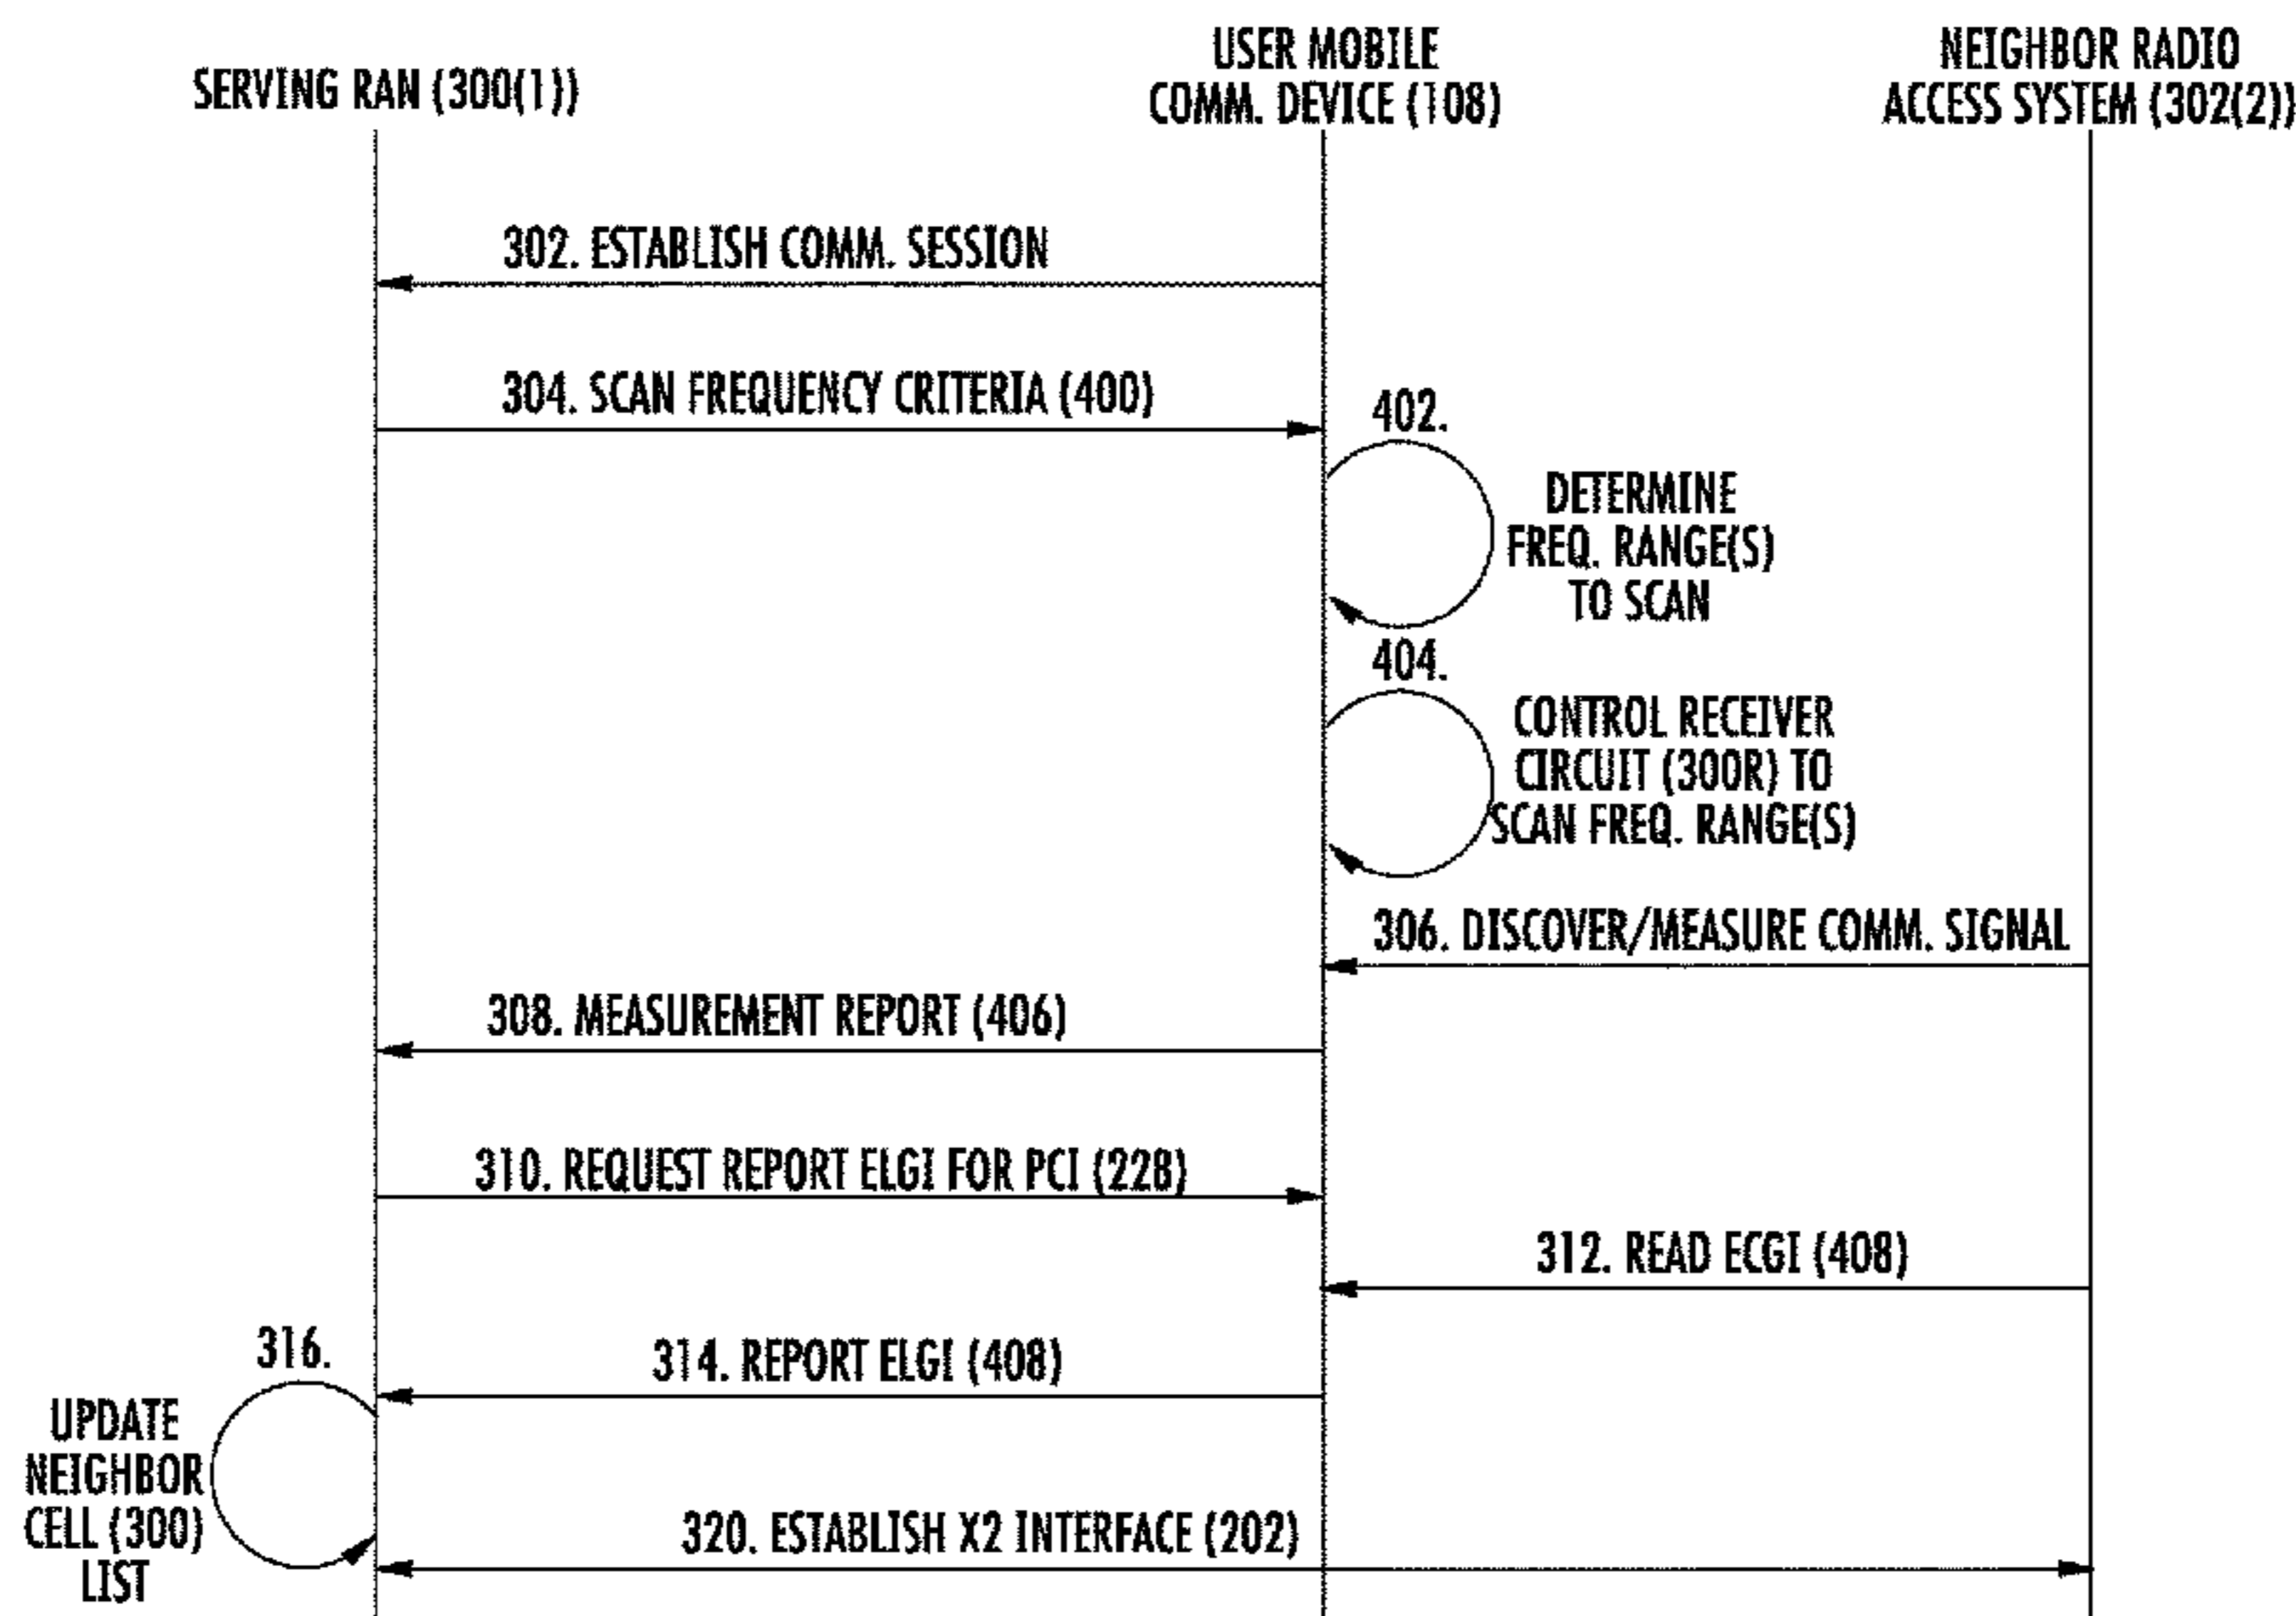 SERVING RAN (300(1))
USER MOBILE
COMM. DEVICE (108)
NEIGHBOR RADIO
ACCESS SYSTEM (302(2))
302. ESTABLISH COMM. SESSION
304. SCAN FREQUENCY CRITERIA (400)
402.
DETERMINE
FREQ. RANGE(S)
TO SCAN
404.
CONTROL RECEIVER
CIRCUIT (300R) TO
SCAN FREQ. RANGE(S)
306. DISCOVER/MEASURE COMM. SIGNAL
308. MEASUREMENT REPORT (406)
310. REQUEST REPORT ELGI FOR PCI (228)
312. READ ECGI (408)
314. REPORT ELGI (408)
316.
UPDATE
NEIGHBOR
CELL (300)
LIST
320. ESTABLISH X2 INTERFACE (202)